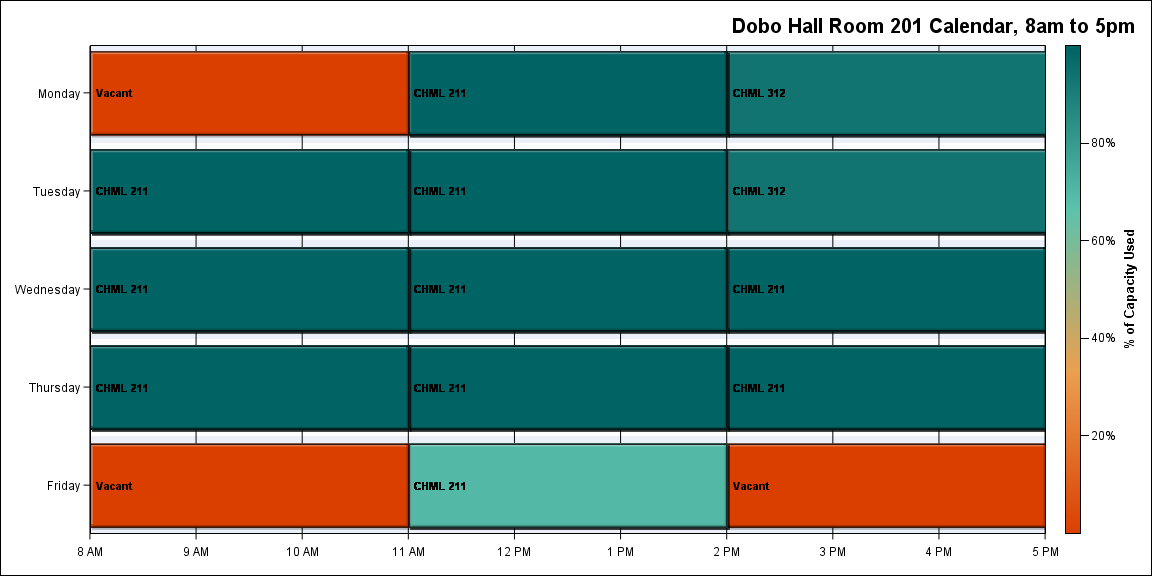 Dobo Hall Room 201 Calendar, 8am to 5pm
Monday
Vacant
CHML 211
CHML 312
Tuesday
CHML 211
CHML 211
CHML 312
Wednesday
CHML 211
CHML 211
CHML 211
Thursday
CHML 211
CHML 211
CHML 211
Friday
Vacant
CHML 211
Vacant
8 AM
9 AM
10 AM
11 AM
12 PM
1 PM
2 PM
3 PM
4 PM
5 PM
80%
60%
40%
20%
% of Capacity Used